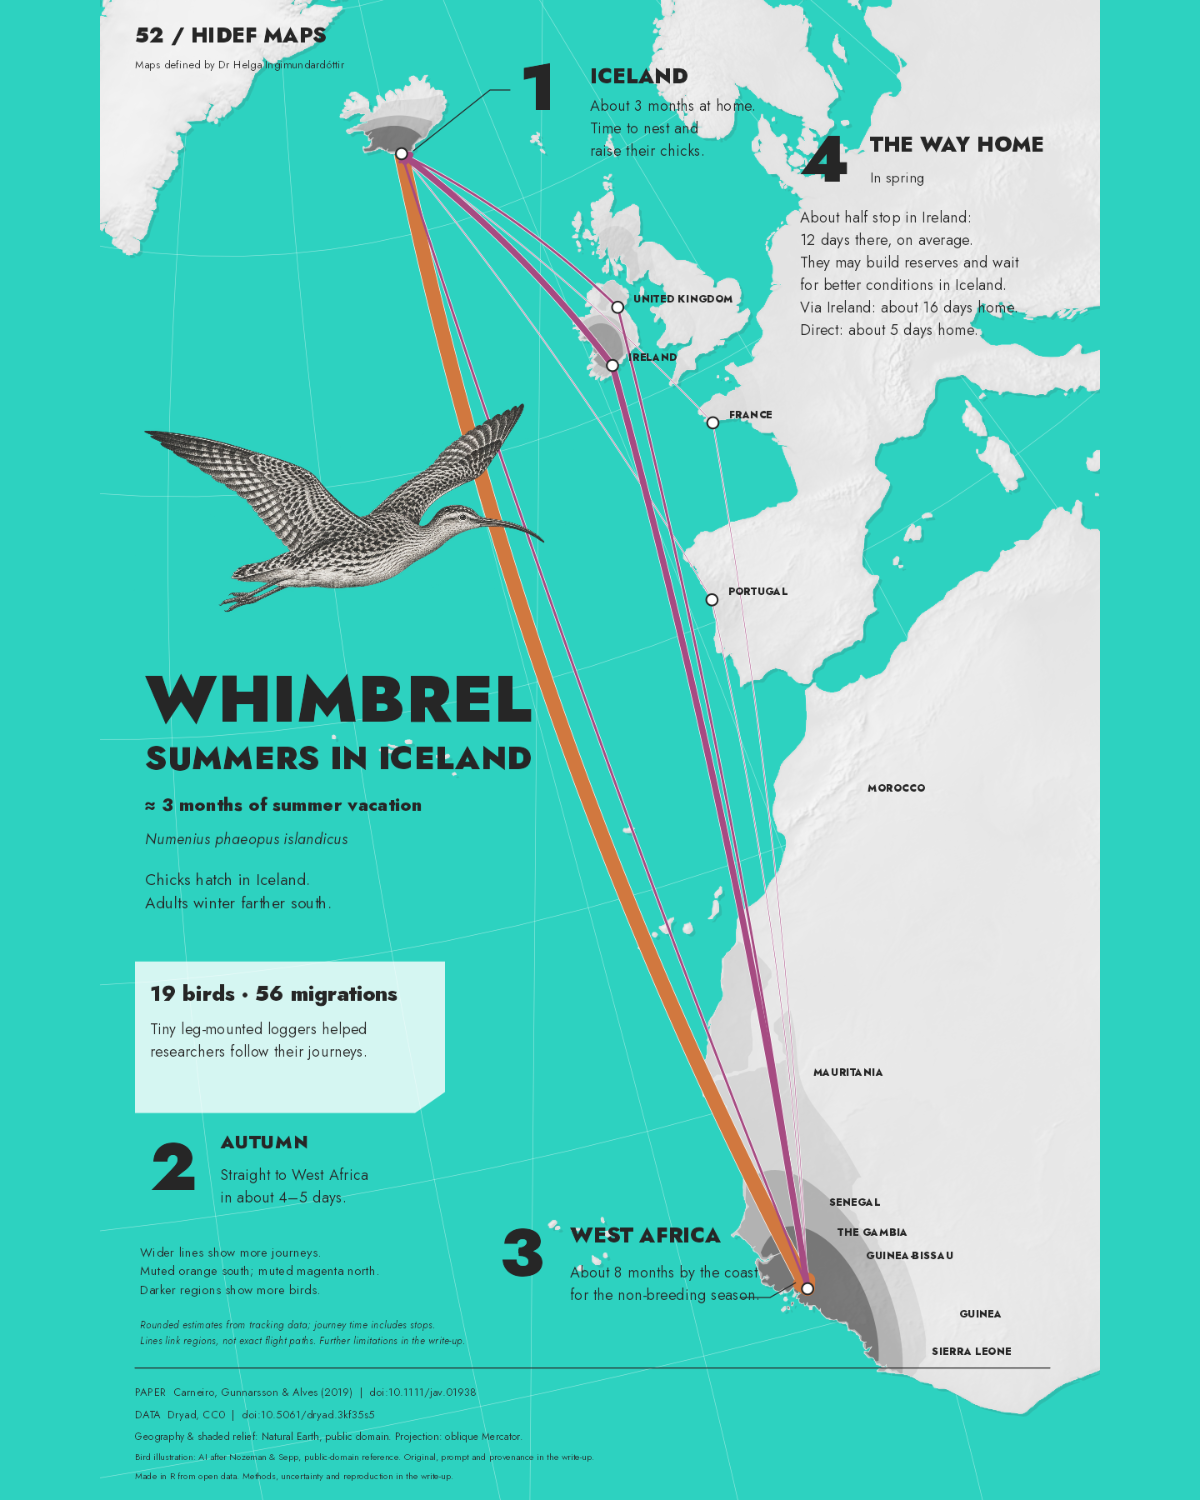 52 / HIDEF MAPS
Maps defined by Dr Helga Ingimundardóttir
1
ICELAND
About 3 months at home.
Time to nest and
raise their chicks.
4
THE WAY HOME
In spring
About half stop in Ireland:
12 days there, on average.
They may build reserves and wait
for better conditions in Iceland.
Via Ireland: about 16 days home.
Direct: about 5 days home.
UNITED KINGDOM
IRELAND
FRANCE
PORTUGAL
MOROCCO
MAURITANIA
SENEGAL
THE GAMBIA
GUINEA-BISSAU
GUINEA
SIERRA LEONE
WHIMBREL
SUMMERS IN ICELAND
≈ 3 months of summer vacation
Numenius phaeopus islandicus
Chicks hatch in Iceland.
Adults winter farther south.
19 birds · 56 migrations
Tiny leg-mounted loggers helped
researchers follow their journeys.
2
AUTUMN
Straight to West Africa
in about 4–5 days.
3
WEST AFRICA
About 8 months by the coast
for the non-breeding season.
Wider lines show more journeys.
Muted orange south; muted magenta north.
Darker regions show more birds.
Rounded estimates from tracking data; journey time includes stops.
Lines link regions, not exact flight paths. Further limitations in the write-up.
PAPER Carneiro, Gunnarsson & Alves (2019) | doi:10.1111/jav.01938
DATA Dryad, CC0 | doi:10.5061/dryad.3kf35s5
Geography & shaded relief: Natural Earth, public domain. Projection: oblique Mercator.
Bird illustration: AI after Nozeman & Sepp, public-domain reference. Original, prompt and provenance in the write-up.
Made in R from open data. Methods, uncertainty and reproduction in the write-up.